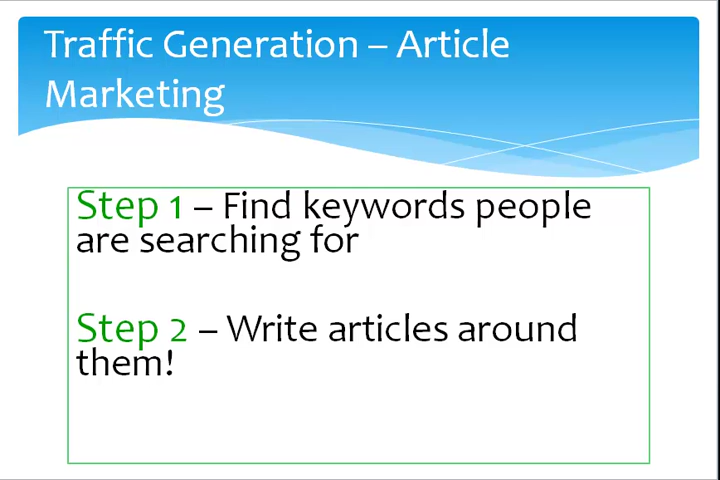 Traffic Generation – Article
Marketing
Step 1 – Find keywords people
are searching for
Step 2 – Write articles around
them!